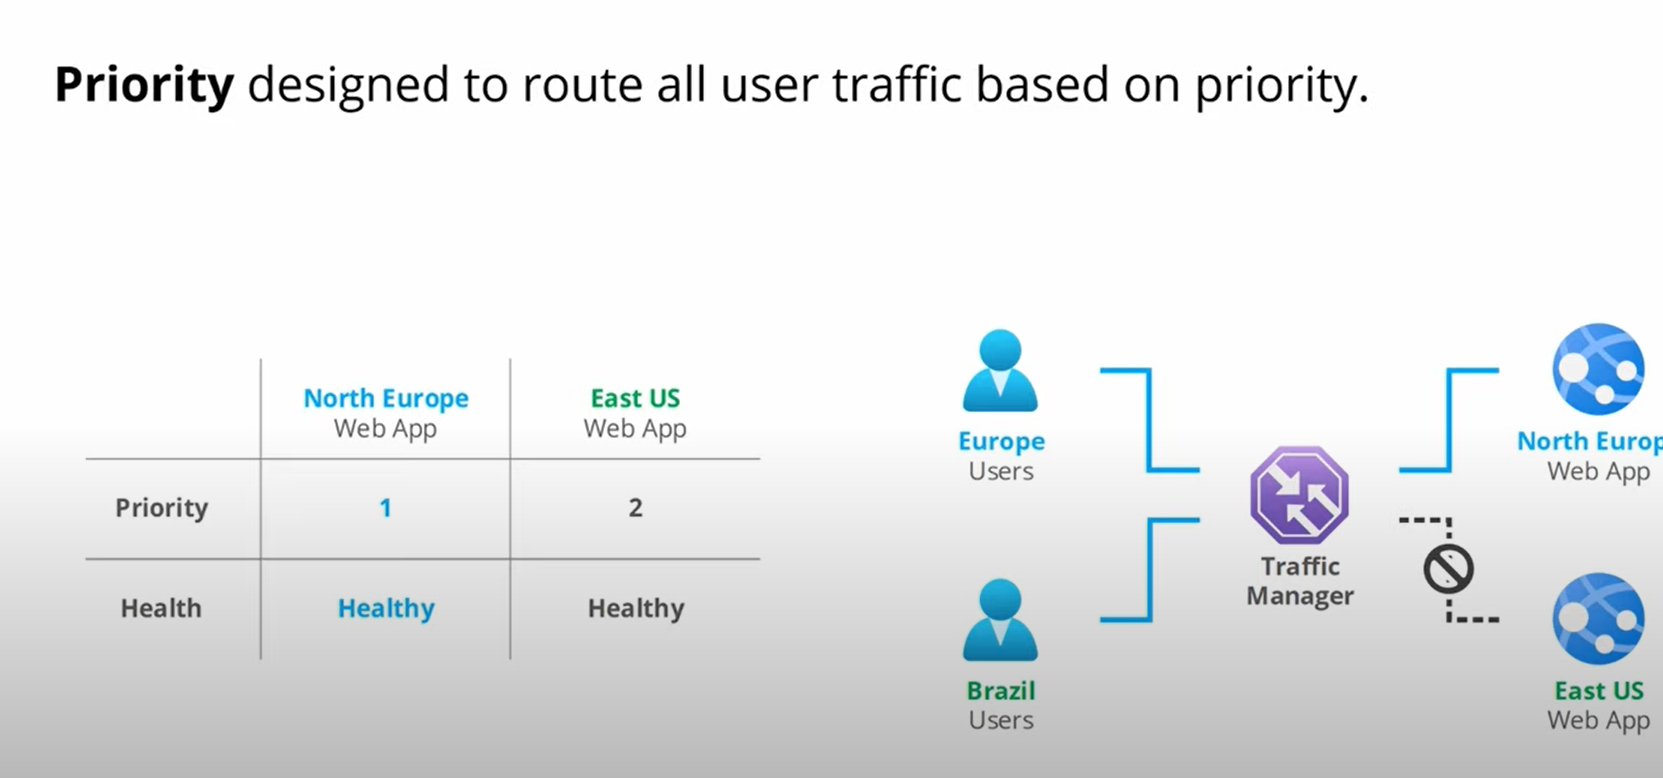 Priority designed to route all user traffic based on priority.
North Europe
Web App
East US
Web App
Priority
1
2
Health
Healthy
Healthy
Europe
Users
Brazil
Users
Traffic
Manager
North Europ
Web App
East US
Web App